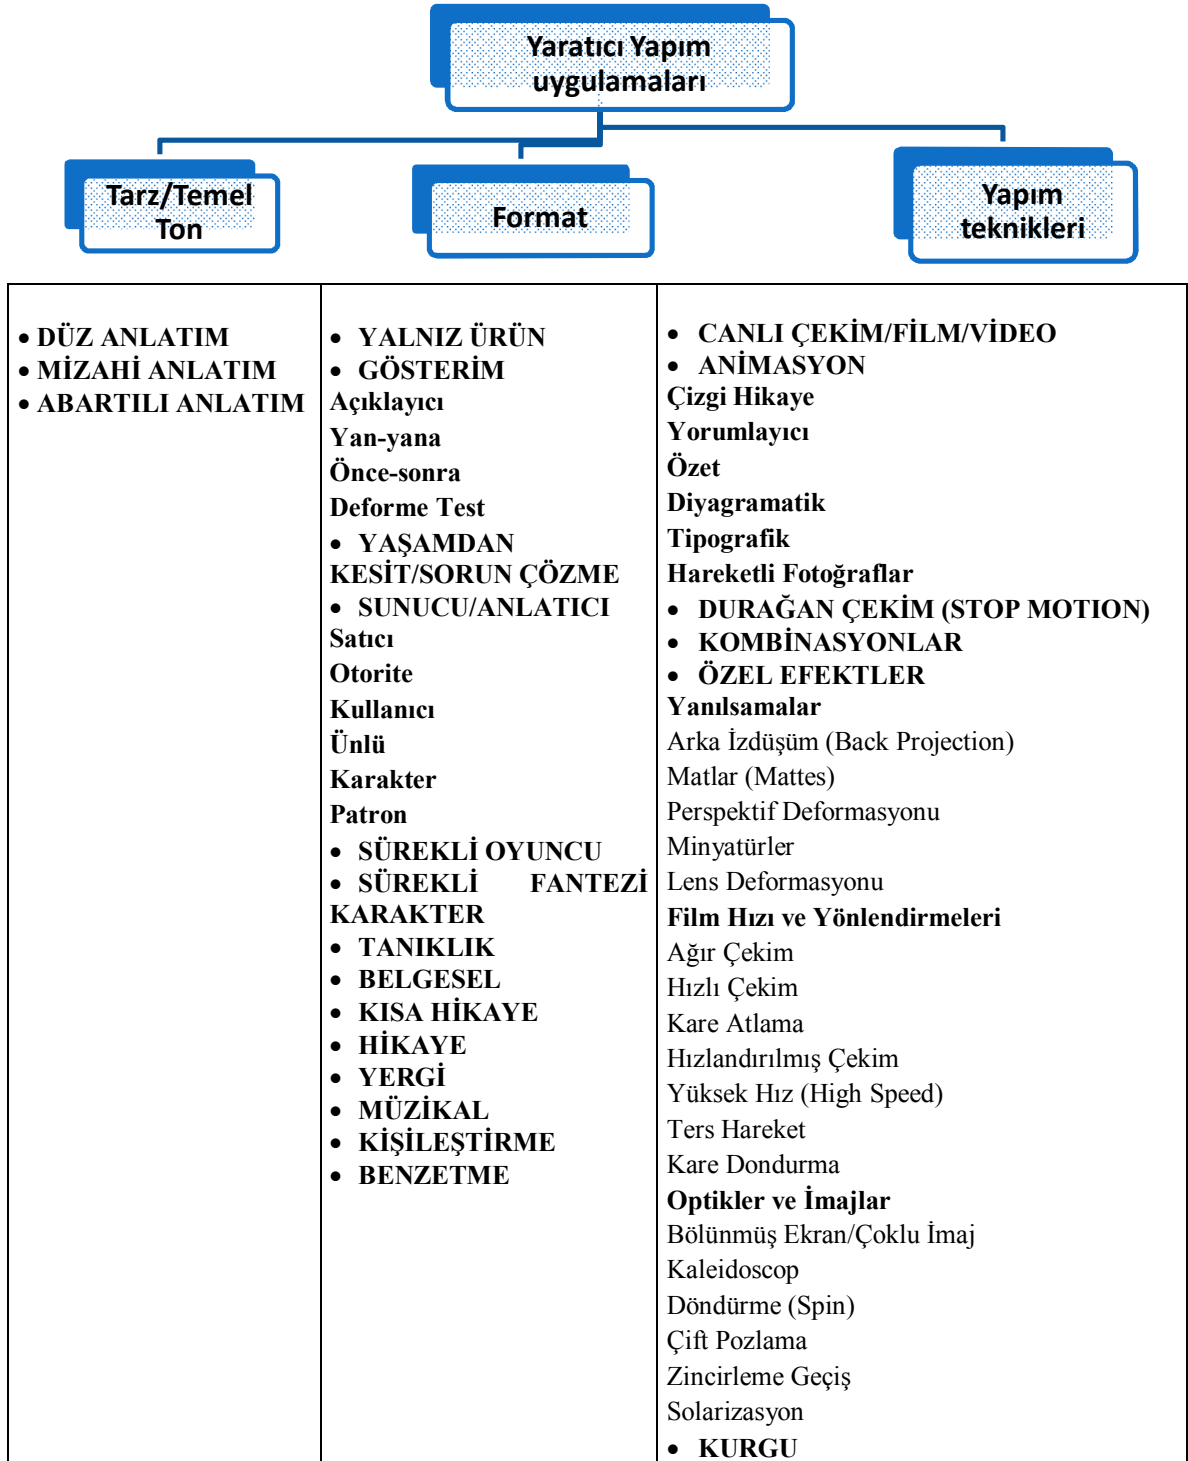 Yaratıcı Yapım
uygulamaları
Tarz/Temel
Ton
Format
Yapım
teknikleri
• DÜZ ANLATIM
• MİZAHİ ANLATIM
• ABARTILI ANLATIM
• YALNIZ ÜRÜN
• GÖSTERİM
Açıklayıcı
Yan-yana
Önce-sonra
Deforme Test
• YAŞAMDAN
KESİT/SORUN ÇÖZME
• SUNUCU/ANLATICI
Satıcı
Otorite
Kullanıcı
Ünlü
Karakter
Patron
• SÜREKLİ OYUNCU
• SÜREKLİ FANTEZİ
KARAKTER
• TANIKLIK
• BELGESEL
• KISA HİKAYE
• HİKAYE
• YERGİ
• MÜZİKAL
• KİŞİLEŞTİRME
• BENZETME
• CANLI ÇEKİM/FİLM/VİDEO
• ANİMASYON
Çizgi Hikaye
Yorumlayıcı
Özet
Diyagramatik
Tipografik
Hareketli Fotoğraflar
• DURAĞAN ÇEKİM (STOP MOTION)
• KOMBİNASYONLAR
• ÖZEL EFEKTLER
Yanılsamalar
Arka İzdüşüm (Back Projection)
Matlar (Mattes)
Perspektif Deformasyonu
Minyatürler
Lens Deformasyonu
Film Hızı ve Yönlendirmeleri
Ağır Çekim
Hızlı Çekim
Kare Atlama
Hızlandırılmış Çekim
Yüksek Hız (High Speed)
Ters Hareket
Kare Dondurma
Optikler ve İmajlar
Bölünmüş Ekran/Çoklu İmaj
Kaleidoscop
Döndürme (Spin)
Çift Pozlama
Zincirleme Geçiş
Solarizasyon
• KURGU